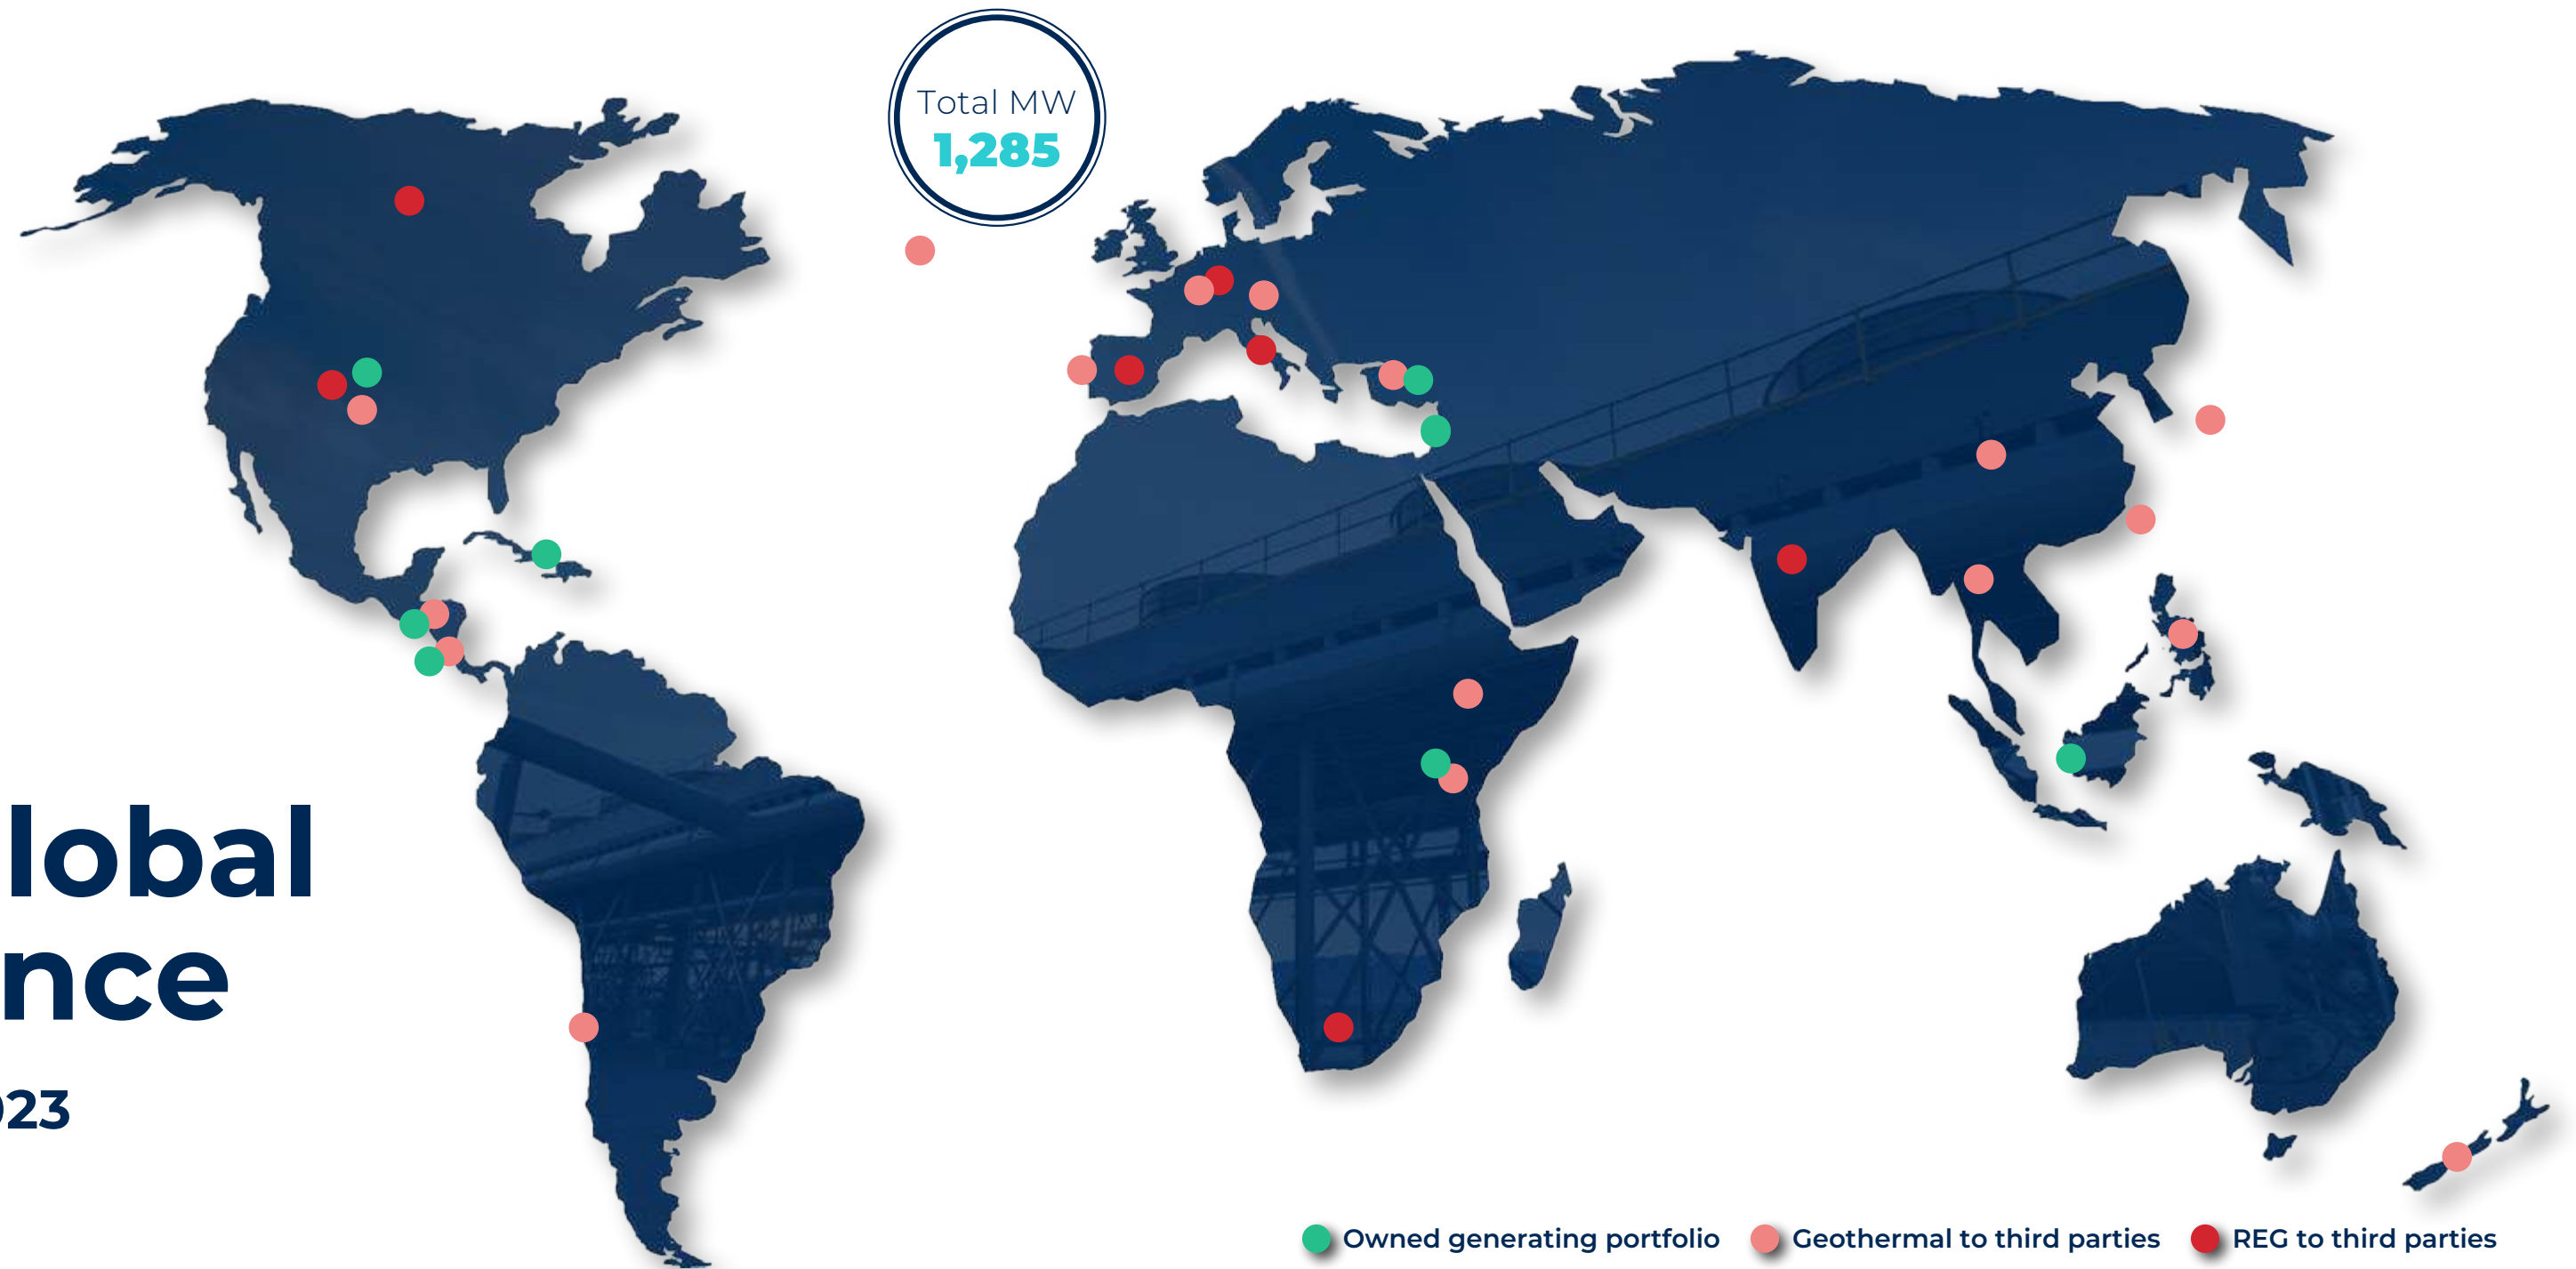 Total MW
1,285
lobal
nce
023
Owned generating portfolio
Geothermal to third parties
REG to third parties